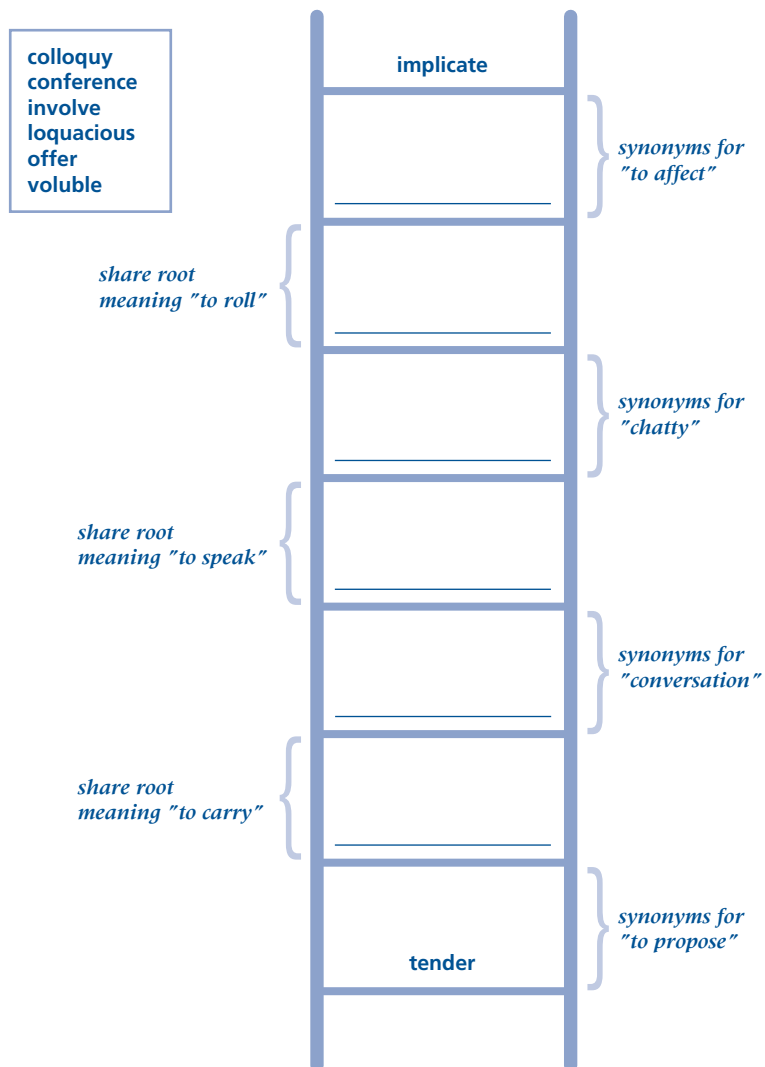 colloquy
conference
involve
loquacious
offer
voluble
implicate
synonyms for
"to affect"
share root
meaning "to roll"
synonyms for
"chatty"
share root
meaning "to speak"
synonyms for
"conversation"
share root
meaning "to carry"
synonyms for
"to propose"
tender